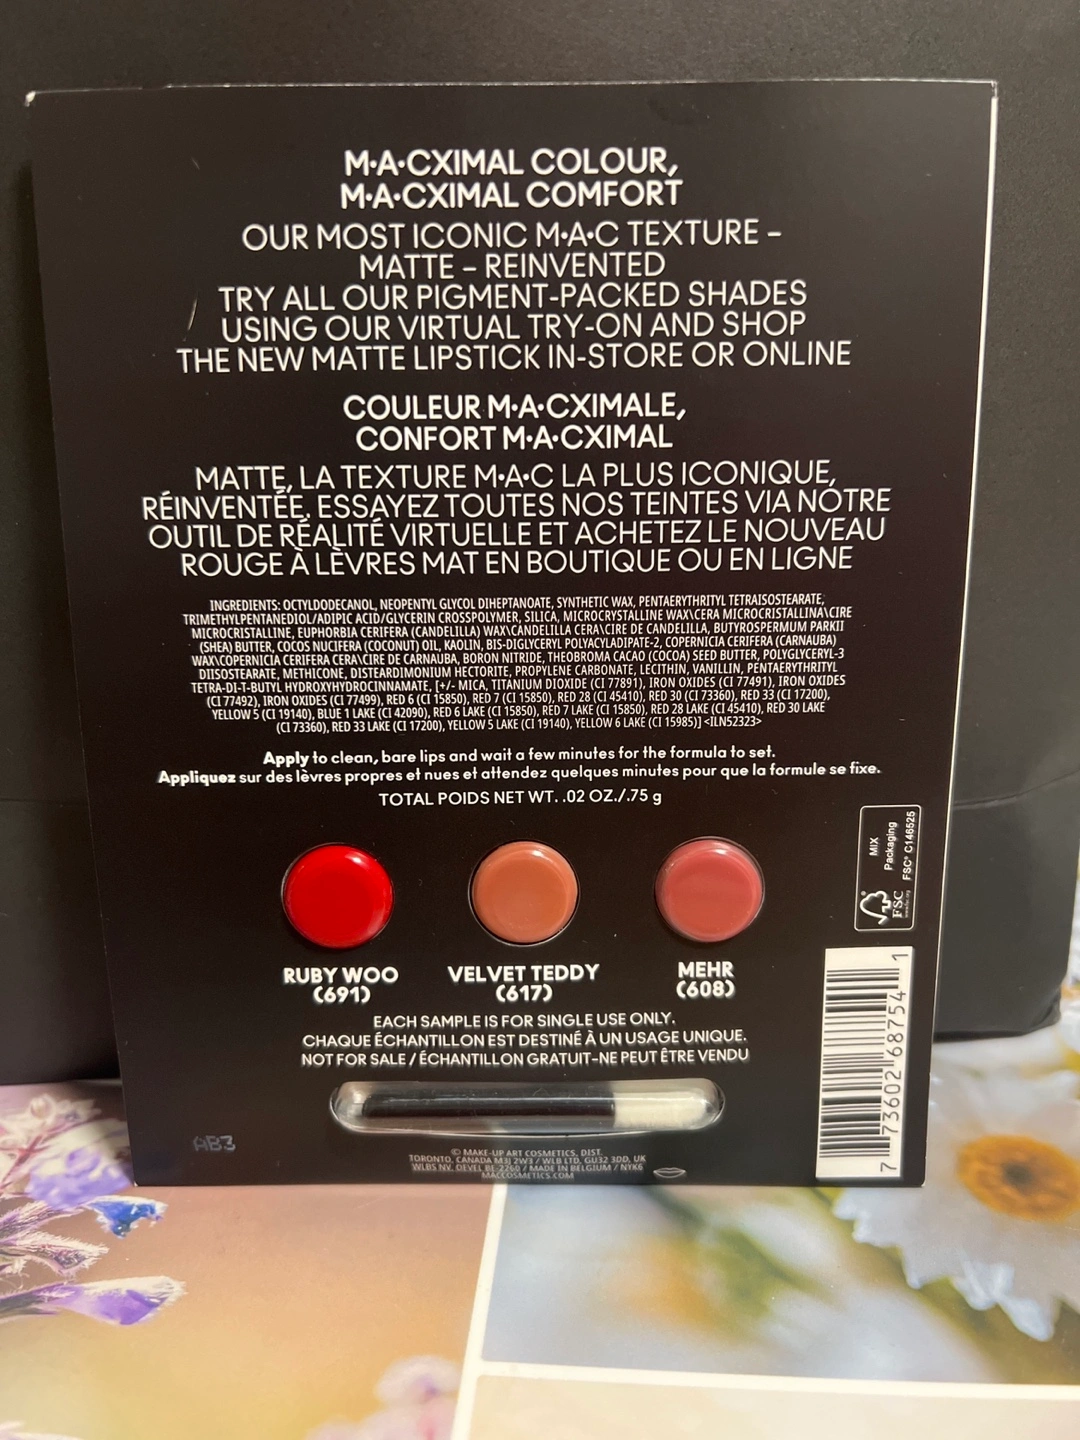 M·A·CXIMAL COLOUR,
M·A·CXIMAL COMFORT
OUR MOST ICONIC M·A·C TEXTURE –
MATTE – REINVENTED
TRY ALL OUR PIGMENT-PACKED SHADES
USING OUR VIRTUAL TRY-ON AND SHOP
THE NEW MATTE LIPSTICK IN-STORE OR ONLINE
COULEUR M·A·CXIMALE,
CONFORT M·A·CXIMAL
MATTE, LA TEXTURE M·A·C LA PLUS ICONIQUE,
RÉINVENTÉE. ESSAYEZ TOUTES NOS TEINTES VIA NOTRE
OUTIL DE RÉALITÉ VIRTUELLE ET ACHETEZ LE NOUVEAU
ROUGE À LÈVRES MAT EN BOUTIQUE OU EN LIGNE
INGREDIENTS: OCTYLDODECANOL, NEOPENTYL GLYCOL DIHEPTANOATE, SYNTHETIC WAX, PENTAERYTHRITYL TETRAISOSTEARATE,
TRIMETHYLPENTANEDIOL/ADIPIC ACID/GLYCERIN CROSSPOLYMER, SILICA, MICROCRYSTALLINE WAX\CERA MICROCRISTALLINA\CIRE
MICROCRISTALLINE, EUPHORBIA CERIFERA (CANDELILLA) WAX\CANDELILLA CERA\CIRE DE CANDELILLA, BUTYROSPERMUM PARKII
(SHEA) BUTTER, COCOS NUCIFERA (COCONUT) OIL, KAOLIN, BIS-DIGLYCERYL POLYACYLADIPATE-2, COPERNICIA CERIFERA (CARNAUBA)
WAX\COPERNICIA CERIFERA CERA\CIRE DE CARNAUBA, BORON NITRIDE, THEOBROMA CACAO (COCOA) SEED BUTTER, POLYGLYCERYL-3
DIISOSTEARATE, METHICONE, DISTEARDIMONIUM HECTORITE, PROPYLENE CARBONATE, LECITHIN, VANILLIN, PENTAERYTHRITYL
TETRA-DI-T-BUTYL HYDROXYHYDROCINNAMATE, [+/- MICA, TITANIUM DIOXIDE (CI 77891), IRON OXIDES (CI 77491), IRON OXIDES
(CI 77492), IRON OXIDES (CI 77499), RED 6 (CI 15850), RED 7 (CI 15850), RED 28 (CI 45410), RED 30 (CI 73360), RED 33 (CI 17200),
YELLOW 5 (CI 19140), BLUE 1 LAKE (CI 42090), RED 6 LAKE (CI 15850), RED 7 LAKE (CI 15850), RED 28 LAKE (CI 45410), RED 30 LAKE
(CI 73360), RED 33 LAKE (CI 17200), YELLOW 5 LAKE (CI 19140), YELLOW 6 LAKE (CI 15985)] <ILN52323>
Apply to clean, bare lips and wait a few minutes for the formula to set.
Appliquez sur des lèvres propres et nues et attendez quelques minutes pour que la formule se fixe.
TOTAL POIDS NET WT. .02 OZ./.75 g
MIX
Packaging
FSC® C146525
FSC
www.fsc.org
RUBY WOO
(691)
VELVET TEDDY
(617)
MEHR
(608)
EACH SAMPLE IS FOR SINGLE USE ONLY.
CHAQUE ÉCHANTILLON EST DESTINÉ À UN USAGE UNIQUE.
NOT FOR SALE / ÉCHANTILLON GRATUIT-NE PEUT ÊTRE VENDU
7 73602 68754 1
AB3
© MAKE-UP ART COSMETICS, DIST.
TORONTO, CANADA M3J 2W3 / WLB LTD, GU32 3DD, UK
WLBS NV, OEVEL BE-2260 / MADE IN BELGIUM / NYK6
MACCOSMETICS.COM